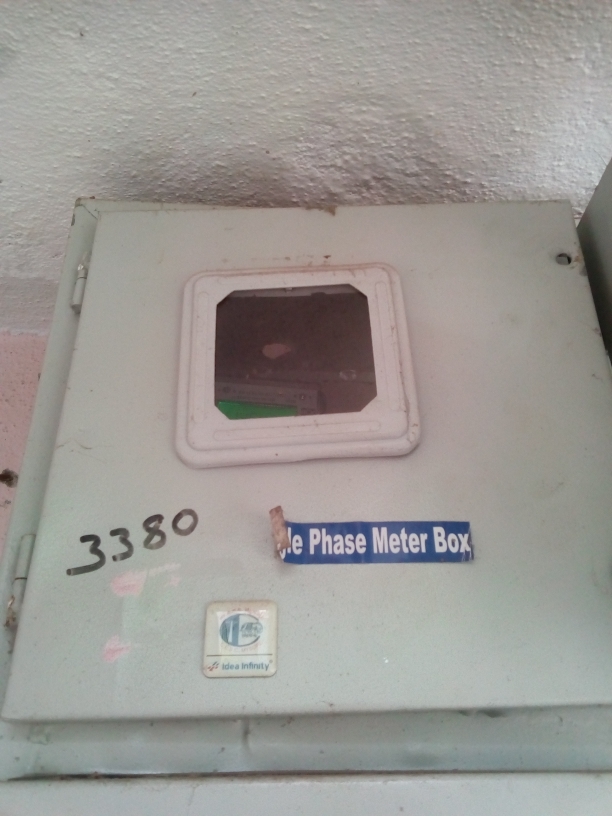 3380
le Phase Meter Box
Idea Infinity